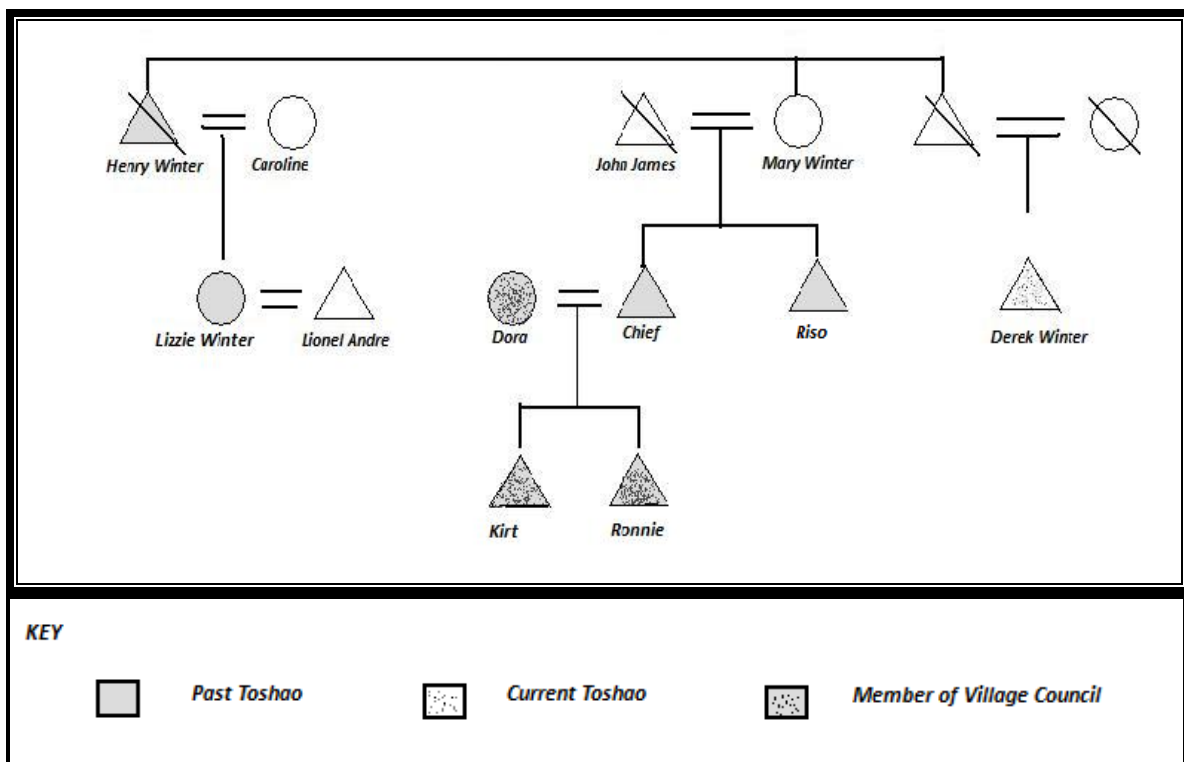 Henry Winter Caroline John James Mary Winter
Lizzie Winter Lionel Andre Dora Chief Riso Derek Winter
Kirt Ronnie
KEY
Past Toshao Current Toshao Member of Village Council